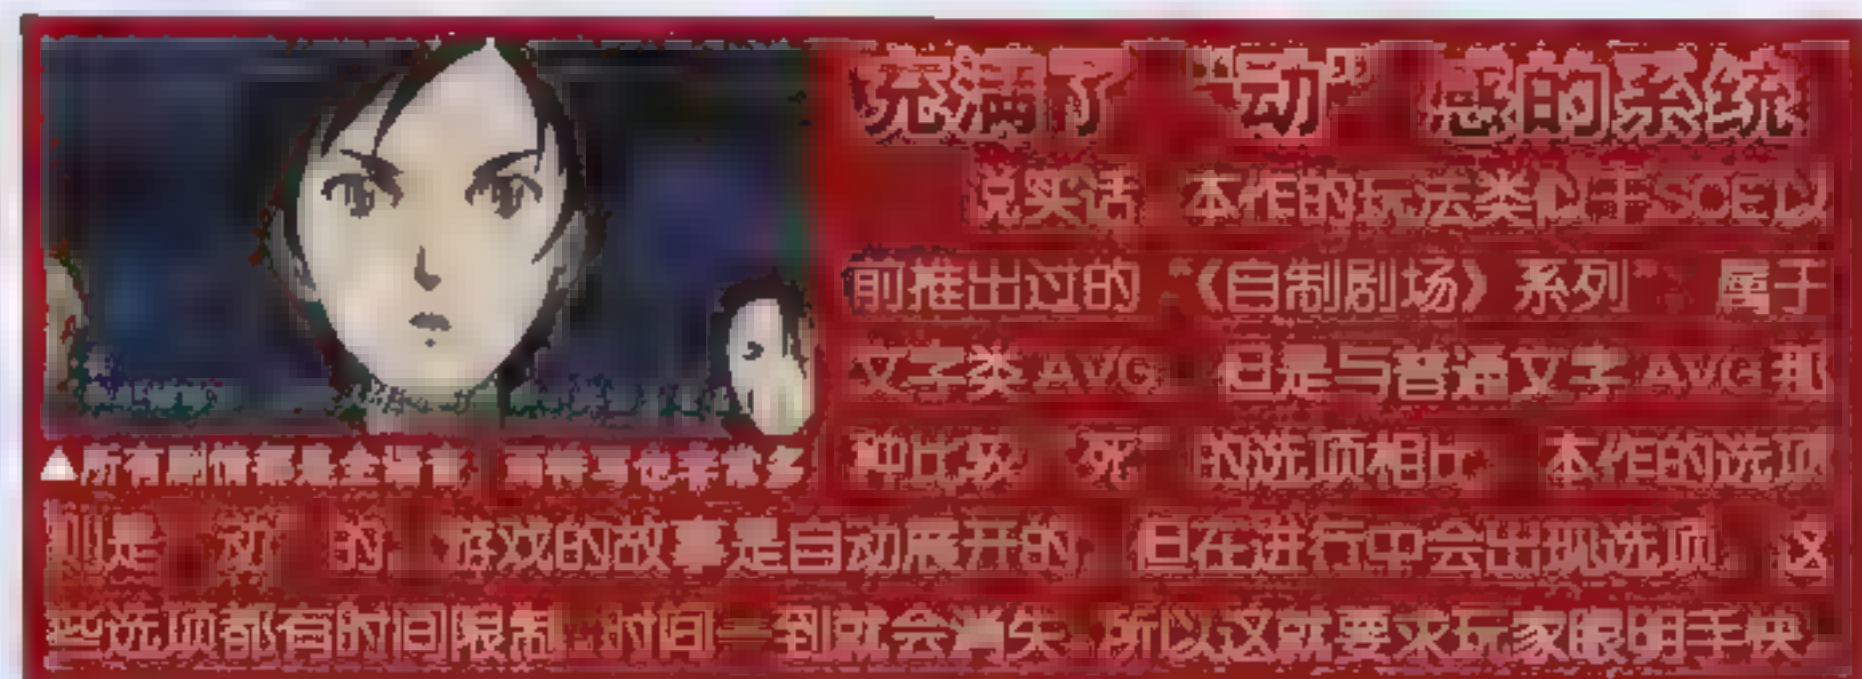 充满了“动”感的系统
说实话 本作的玩法类似于SCE以
前推出过的“《自制剧场》系列” 属于
文字类AVG 但是与普通文字AVG那
种比较“死”的选项相比 本作的选项
▲所有剧情都是全语音 而且
则是“动”的 游戏的故事是自动展开的 但在进行中会出现选项 这
些选项都有时间限制 时间一到就会消失 所以这就要求玩家眼明手快